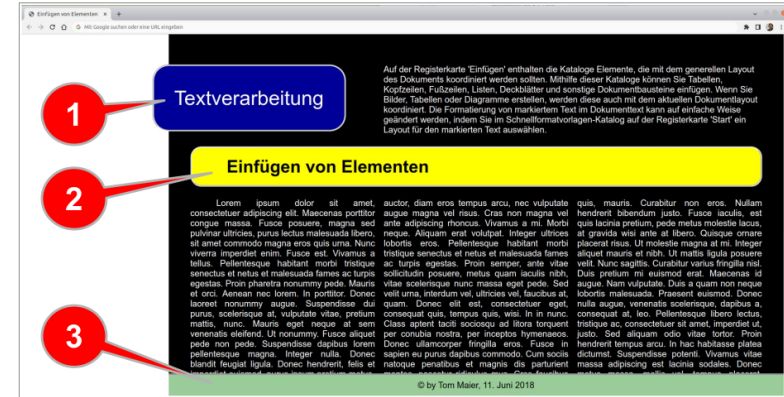 Einfügen von Elementen
Mit Google suchen oder eine URL eingeben
Textverarbeitung
Auf der Registerkarte 'Einfügen' enthalten die Kataloge Elemente, die mit dem generellen Layout
des Dokuments koordiniert werden sollten. Mithilfe dieser Kataloge können Sie Tabellen,
Kopfzeilen, Fußzeilen, Listen, Deckblätter und sonstige Dokumentbausteine einfügen. Wenn Sie
Bilder, Tabellen oder Diagramme erstellen, werden diese auch mit dem aktuellen Dokumentlayout
koordiniert. Die Formatierung von markiertem Text im Dokumenttext kann auf einfache Weise
geändert werden, indem Sie im Schnellformatvorlagen-Katalog auf der Registerkarte 'Start' ein
Layout für den markierten Text auswählen.
1
Einfügen von Elementen
2
Lorem ipsum dolor sit amet,
consectetuer adipiscing elit. Maecenas porttitor
congue massa. Fusce posuere, magna sed
pulvinar ultricies, purus lectus malesuada libero,
sit amet commodo magna eros quis urna. Nunc
viverra imperdiet enim. Fusce est. Vivamus a
tellus. Pellentesque habitant morbi tristique
senectus et netus et malesuada fames ac turpis
egestas. Proin pharetra nonummy pede. Mauris
et orci. Aenean nec lorem. In porttitor. Donec
laoreet nonummy augue. Suspendisse dui
purus, scelerisque at, vulputate vitae, pretium
mattis, nunc. Mauris eget neque at sem
venenatis eleifend. Ut nonummy. Fusce aliquet
pede non pede. Suspendisse dapibus lorem
pellentesque magna. Integer nulla. Donec
blandit feugiat ligula. Donec hendrerit, felis et
auctor, diam eros tempus arcu, nec vulputate
augue magna vel risus. Cras non magna vel
ante adipiscing rhoncus. Vivamus a mi. Morbi
neque. Aliquam erat volutpat. Integer ultrices
lobortis eros. Pellentesque habitant morbi
tristique senectus et netus et malesuada fames
ac turpis egestas. Proin semper, ante vitae
sollicitudin posuere, metus quam iaculis nibh,
vitae scelerisque nunc massa eget pede. Sed
velit urna, interdum vel, ultricies vel, faucibus at,
quam. Donec elit est, consectetuer eget,
consequat quis, tempus quis, wisi. In in nunc.
Class aptent taciti sociosqu ad litora torquent
per conubia nostra, per inceptos hymenaeos.
Donec ullamcorper fringilla eros. Fusce in
sapien eu purus dapibus commodo. Cum sociis
natoque penatibus et magnis dis parturient
quis, mauris. Curabitur non eros. Nullam
hendrerit bibendum justo. Fusce iaculis, est
quis lacinia pretium, pede metus molestie lacus,
at gravida wisi ante at libero. Quisque ornare
placerat risus. Ut molestie magna at mi. Integer
aliquet mauris et nibh. Ut mattis ligula posuere
velit. Nunc sagittis. Curabitur varius fringilla nisl.
Duis pretium mi euismod erat. Maecenas id
augue. Nam vulputate. Duis a quam non neque
lobortis malesuada. Praesent euismod. Donec
nulla augue, venenatis scelerisque, dapibus a,
consequat at, leo. Pellentesque libero lectus,
tristique ac, consectetuer sit amet, imperdiet ut,
justo. Sed aliquam odio vitae tortor. Proin
hendrerit tempus arcu. In hac habitasse platea
dictumst. Suspendisse potenti. Vivamus vitae
massa adipiscing est lacinia sodales. Donec
3
© by Tom Maier, 11. Juni 2018